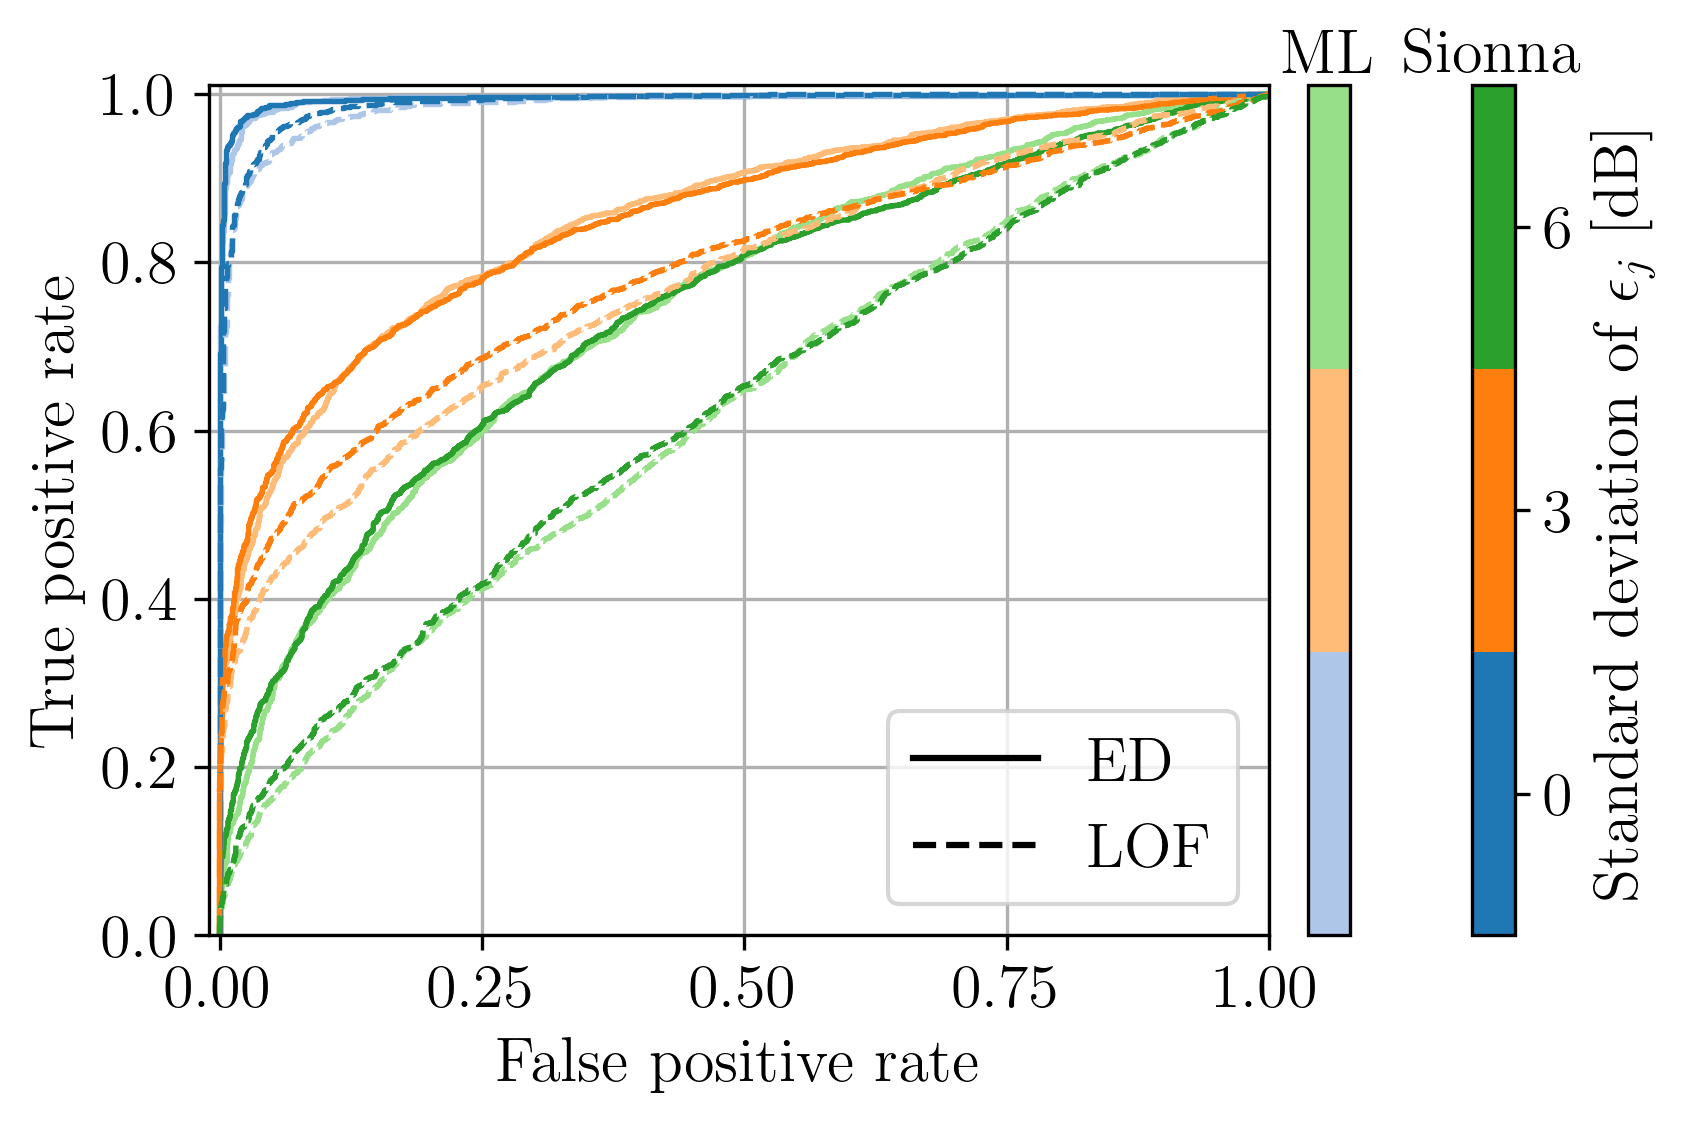 ML Sionna
1.0
0.8
0.6
0.4
0.2
0.0
True positive rate
0.00 0.25 0.50 0.75 1.00
False positive rate
ED
LOF
6
3
0
Standard deviation of ϵj [dB]